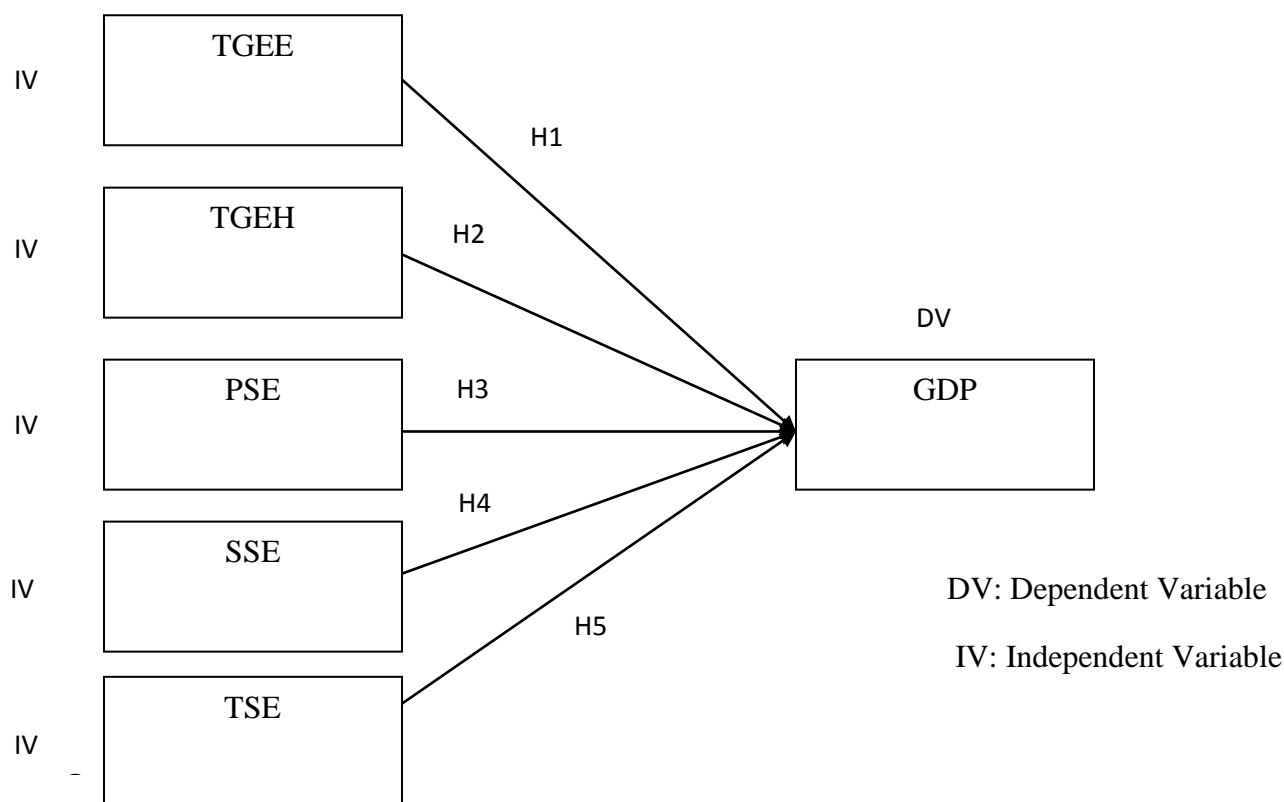 TGEE
IV
H1
TGEH
IV
H2
DV
PSE
IV
H3
GDP
SSE
IV
H4
DV: Dependent Variable
H5
IV: Independent Variable
TSE
IV